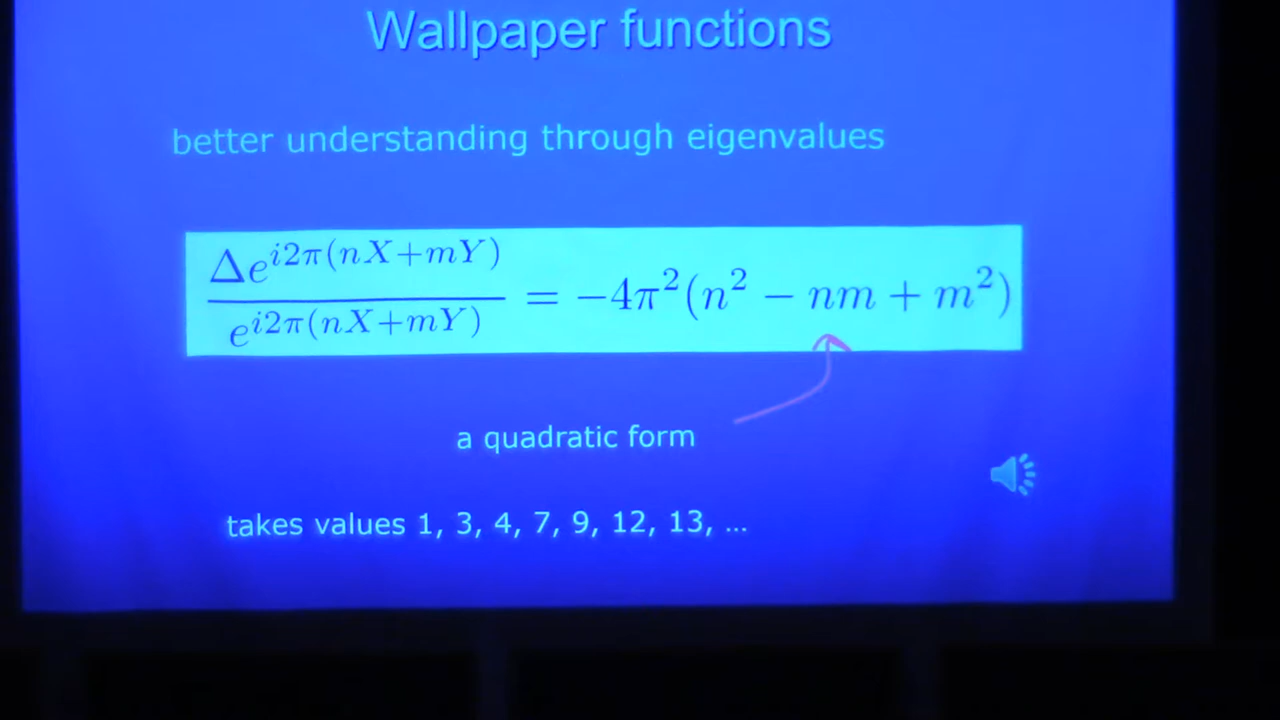 Wallpaper functions
better understanding through eigenvalues
Δe^{i2π(nX+mY)} / e^{i2π(nX+mY)} = −4π²(n² − nm + m²)
a quadratic form
takes values 1, 3, 4, 7, 9, 12, 13, ...